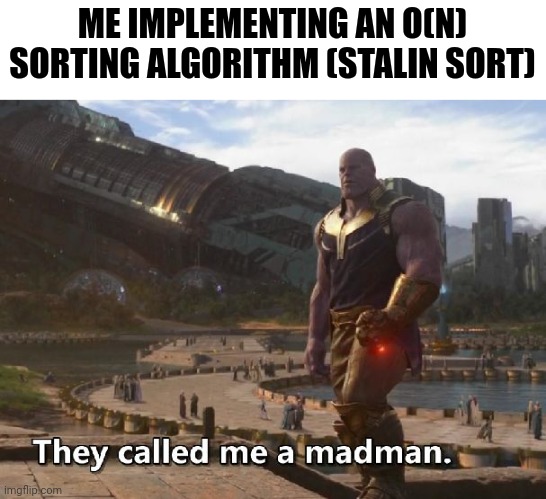 ME IMPLEMENTING AN O(N)
SORTING ALGORITHM (STALIN SORT)
They called me a madman.
imgflip.com